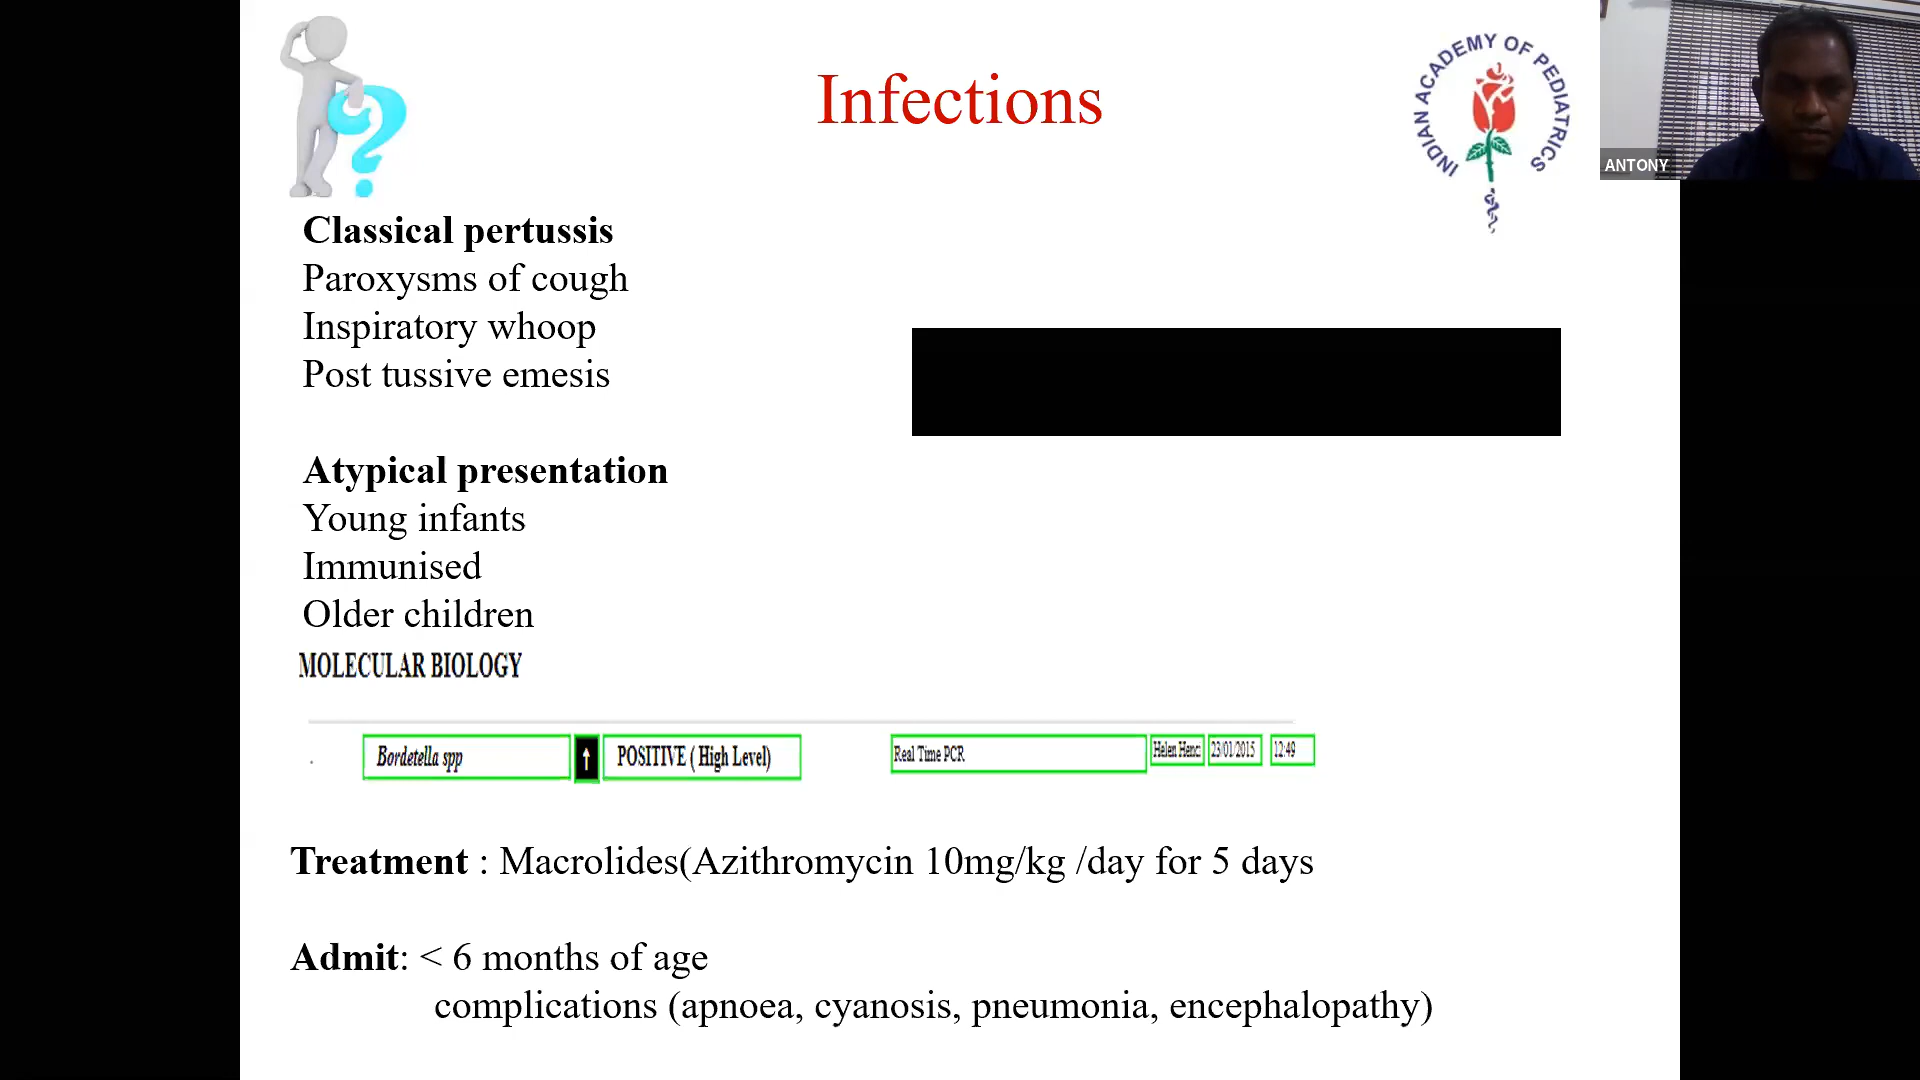 Infections
INDIAN ACADEMY OF PEDIATRICS
ANTONY
Classical pertussis
Paroxysms of cough
Inspiratory whoop
Post tussive emesis
Atypical presentation
Young infants
Immunised
Older children
MOLECULAR BIOLOGY
Bordetella spp ↑ POSITIVE ( High Level) Real Time PCR Helen 23/01/2015 12:49
Treatment : Macrolides(Azithromycin 10mg/kg /day for 5 days
Admit: < 6 months of age
complications (apnoea, cyanosis, pneumonia, encephalopathy)